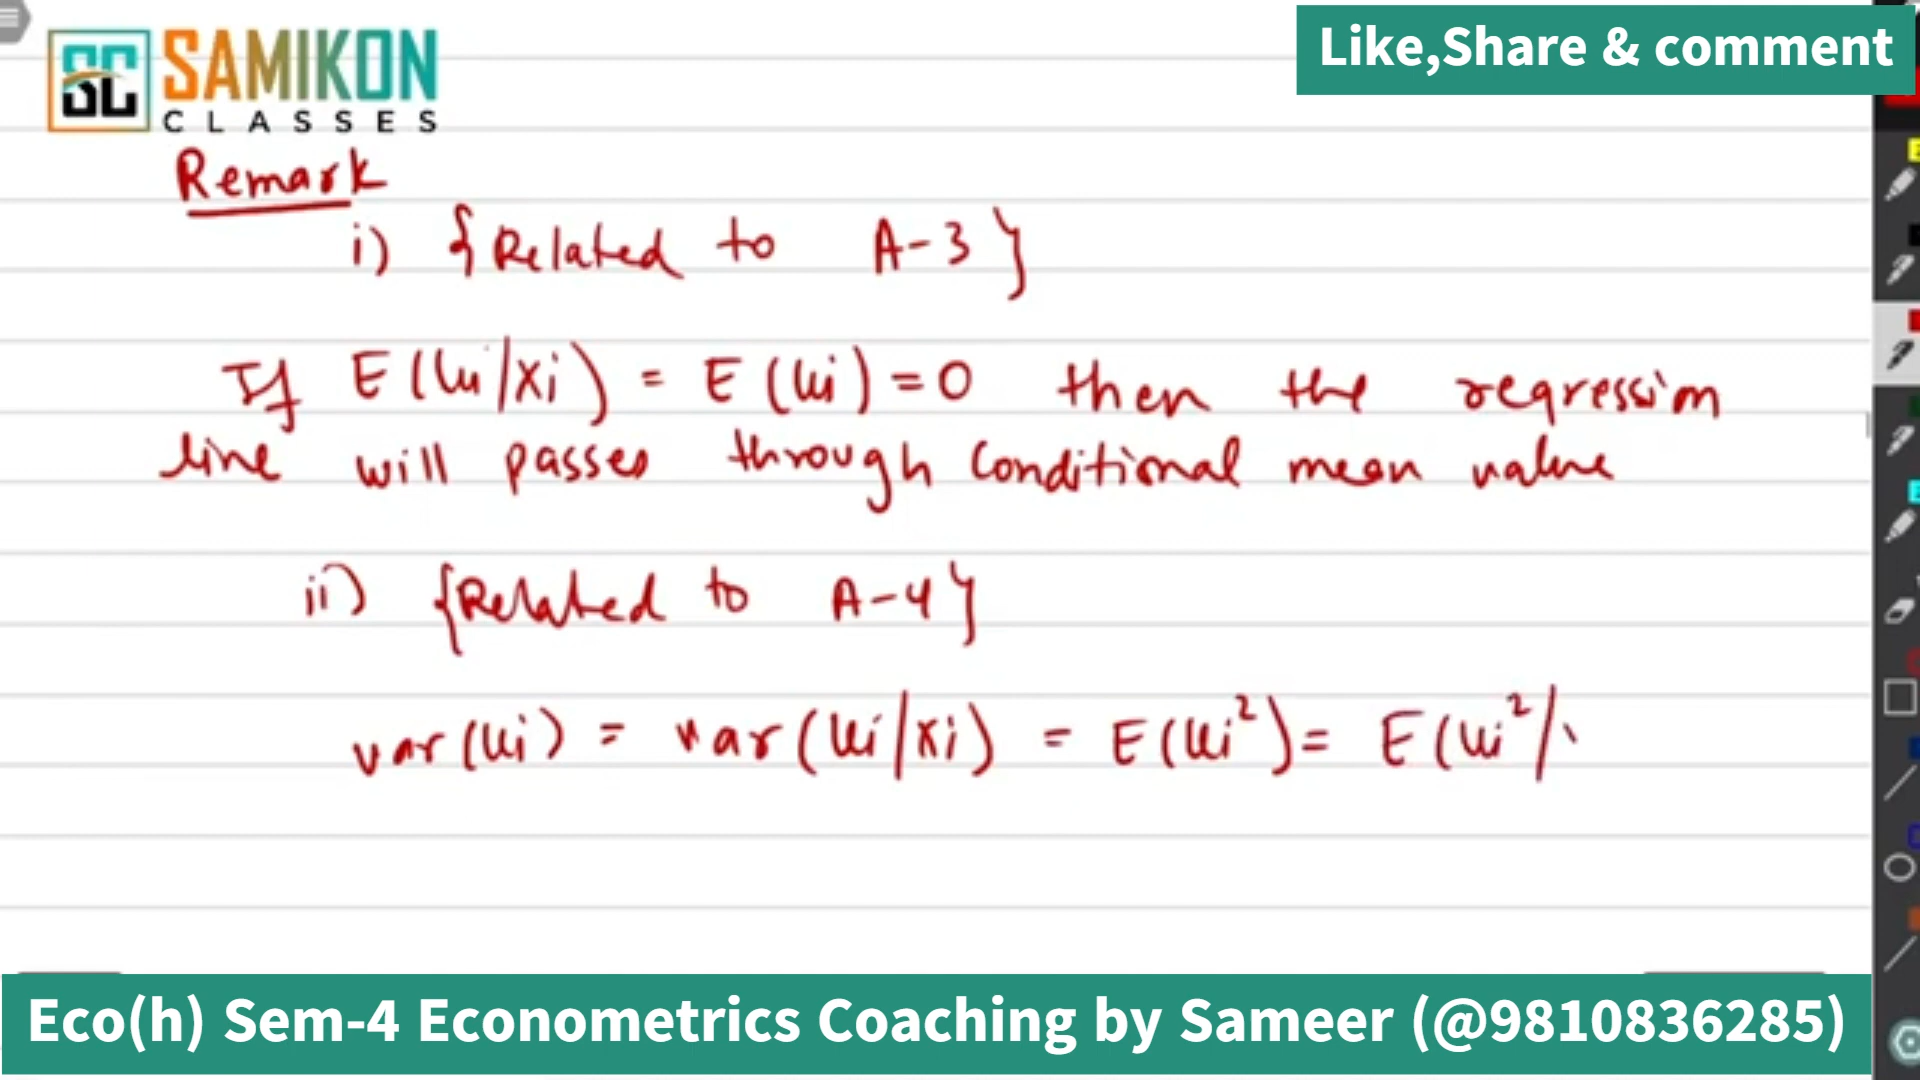 Like,Share & comment
SC SAMIKON
CLASSES
Remark
i) {Related to A-3}
If E(ui/Xi) = E(ui) = 0 then the regression
line will passes through conditional mean value
ii) {Related to A-4}
var(ui) = var(ui/Xi) = E(ui²) = E(ui²/
Eco(h) Sem-4 Econometrics Coaching by Sameer (@9810836285)